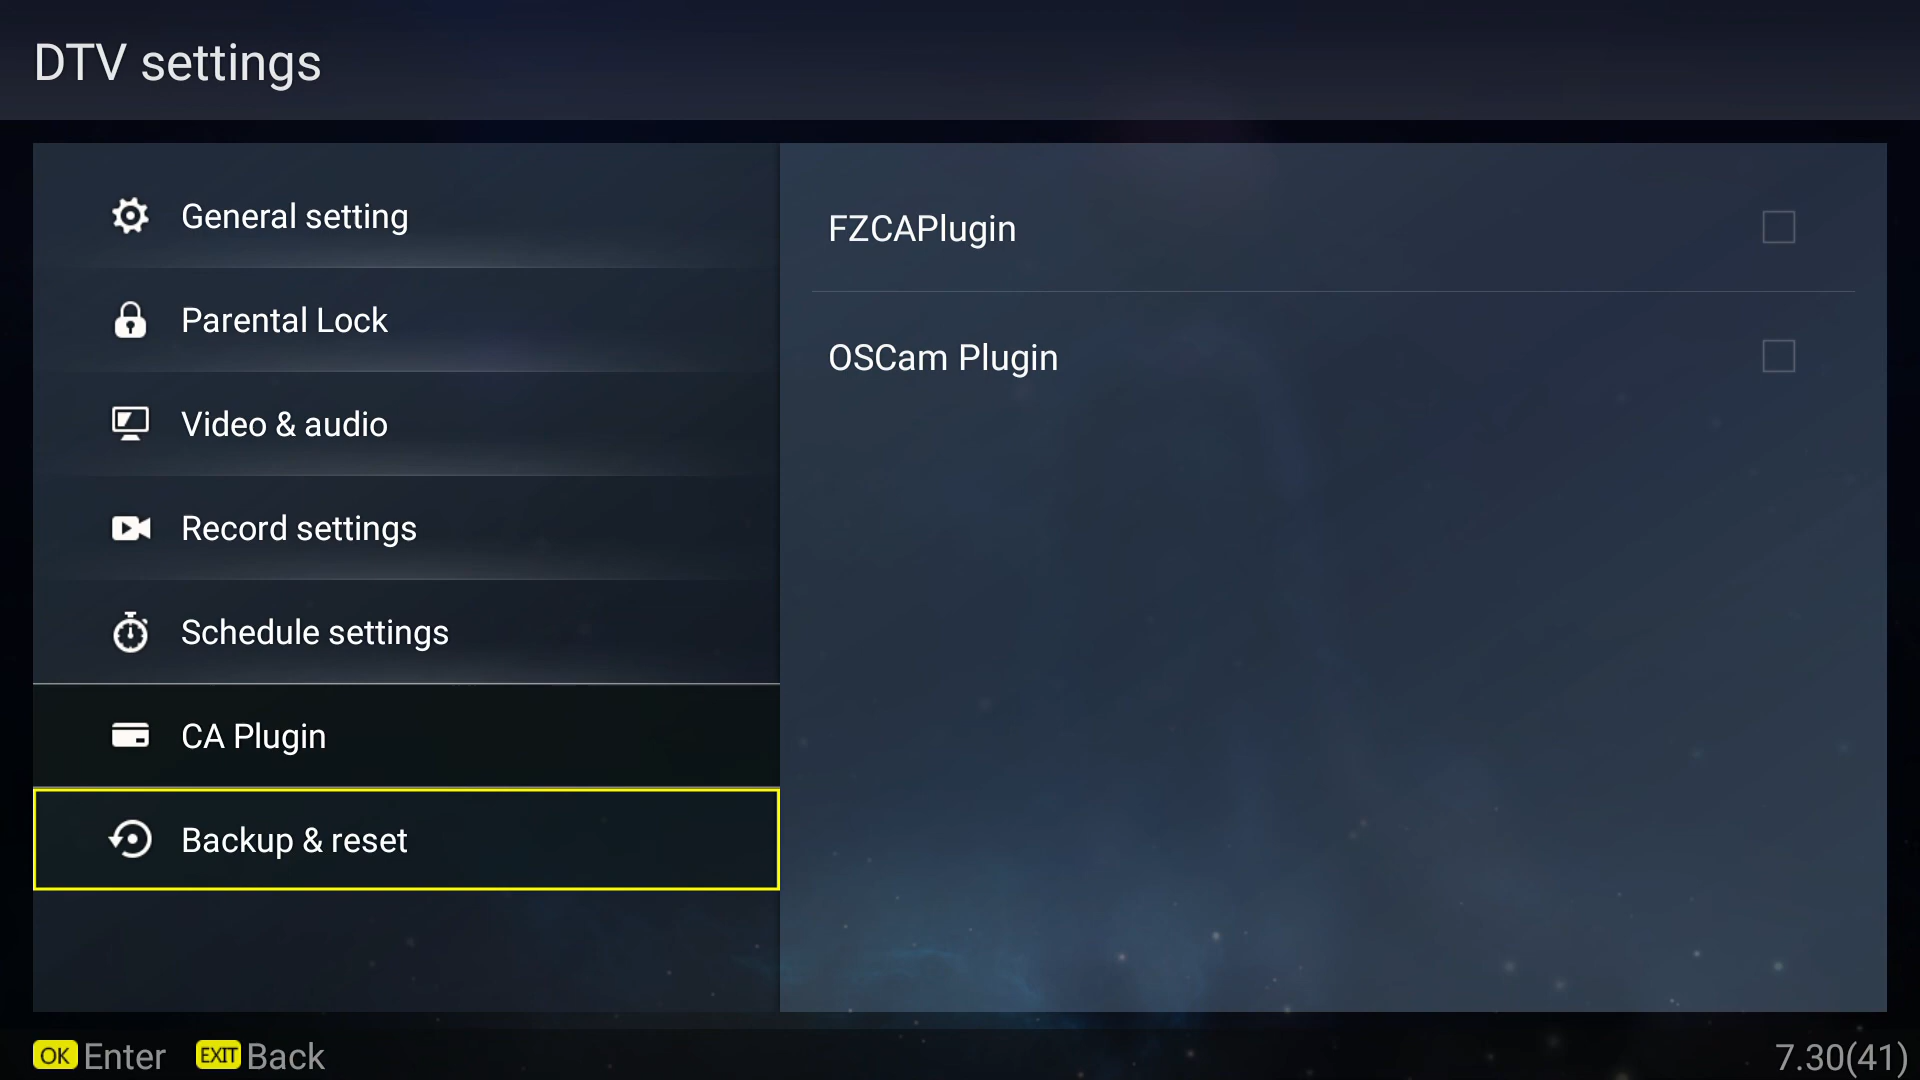 DTV settings
General setting
Parental Lock
Video & audio
Record settings
Schedule settings
CA Plugin
Backup & reset
FZCAPlugin
OSCam Plugin
OK Enter EXIT Back
7.30(41)